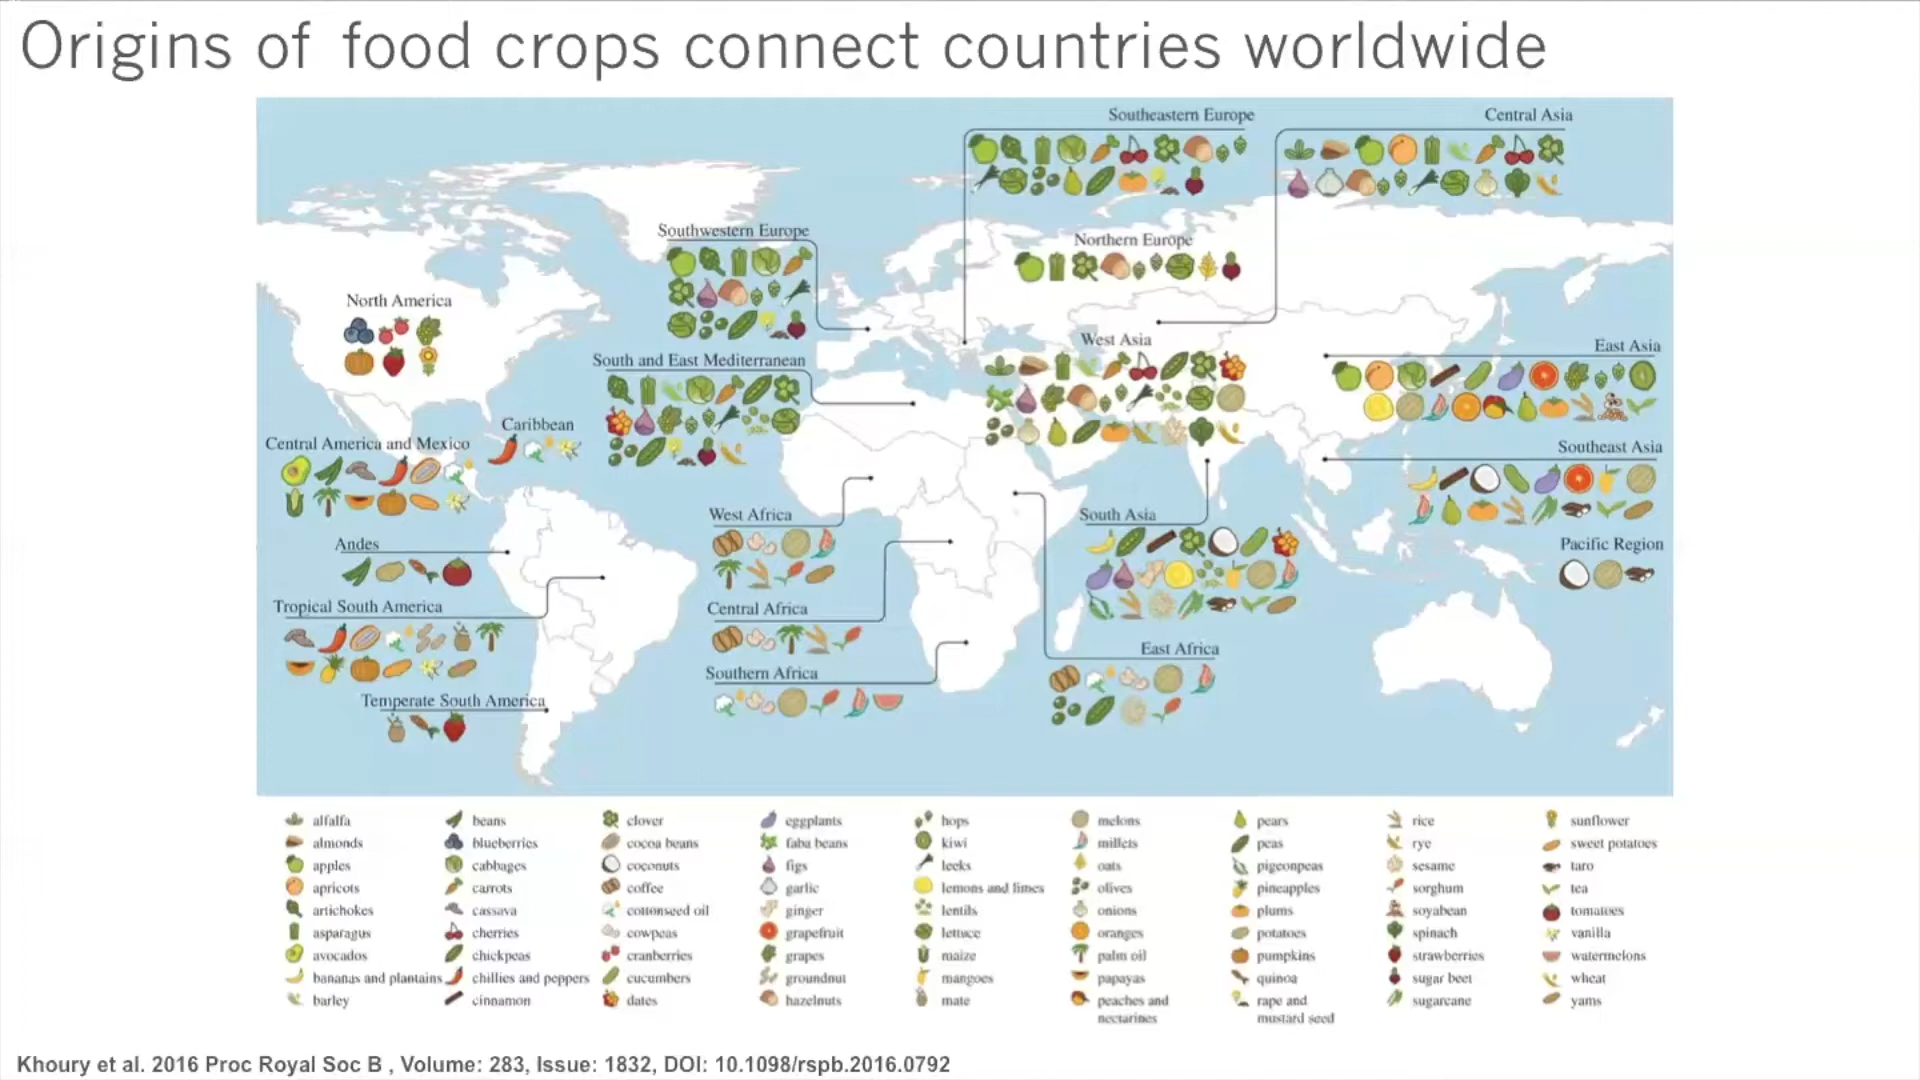 Origins of food crops connect countries worldwide
Southeastern Europe
Central Asia
Southwestern Europe
Northern Europe
North America
West Asia
East Asia
South and East Mediterranean
Caribbean
Central America and Mexico
Southeast Asia
West Africa
South Asia
Andes
Pacific Region
Tropical South America
Central Africa
East Africa
Southern Africa
Temperate South America
alfalfa
almonds
apples
apricots
artichokes
asparagus
avocados
bananas and plantains
barley
beans
blueberries
cabbages
carrots
cassava
cherries
chickpeas
chillies and peppers
cinnamon
clover
cocoa beans
coconuts
coffee
cottonseed oil
cowpeas
cranberries
cucumbers
dates
eggplants
faba beans
figs
garlic
ginger
grapefruit
grapes
groundnut
hazelnuts
hops
kiwi
leeks
lemons and limes
lentils
lettuce
maize
mangoes
mate
melons
millets
oats
olives
onions
oranges
palm oil
papayas
peaches and
nectarines
pears
peas
pigeonpeas
pineapples
plums
potatoes
pumpkins
quinoa
rape and
mustard seed
rice
rye
sesame
sorghum
soyabean
spinach
strawberries
sugar beet
sugarcane
sunflower
sweet potatoes
taro
tea
tomatoes
vanilla
watermelons
wheat
yams
Khoury et al. 2016 Proc Royal Soc B , Volume: 283, Issue: 1832, DOI: 10.1098/rspb.2016.0792